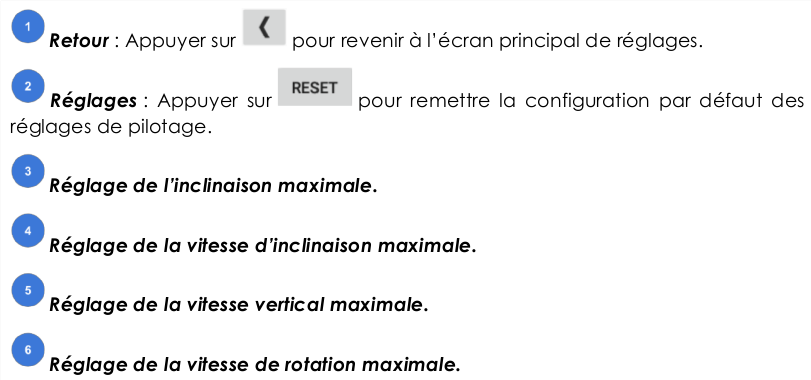 1 Retour : Appuyer sur ❮ pour revenir à l’écran principal de réglages.
2 Réglages : Appuyer sur RESET pour remettre la configuration par défaut des
réglages de pilotage.
3 Réglage de l’inclinaison maximale.
4 Réglage de la vitesse d’inclinaison maximale.
5 Réglage de la vitesse vertical maximale.
6 Réglage de la vitesse de rotation maximale.